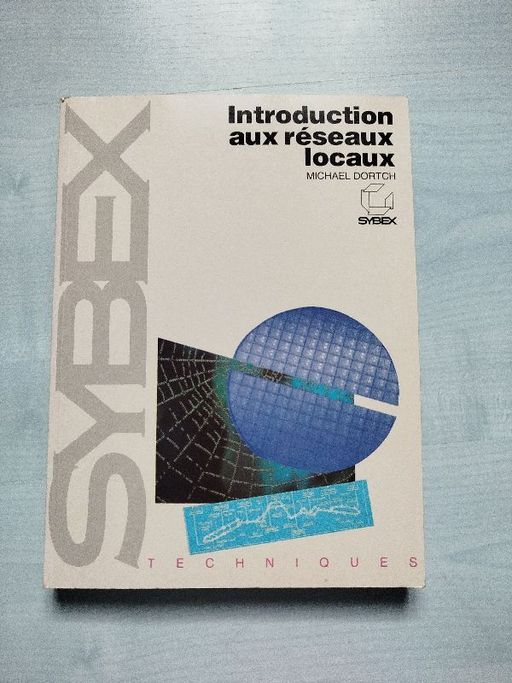 SYBEX
Introduction
aux réseaux
locaux
MICHAEL DORTCH
SYBEX
TECHNIQUES